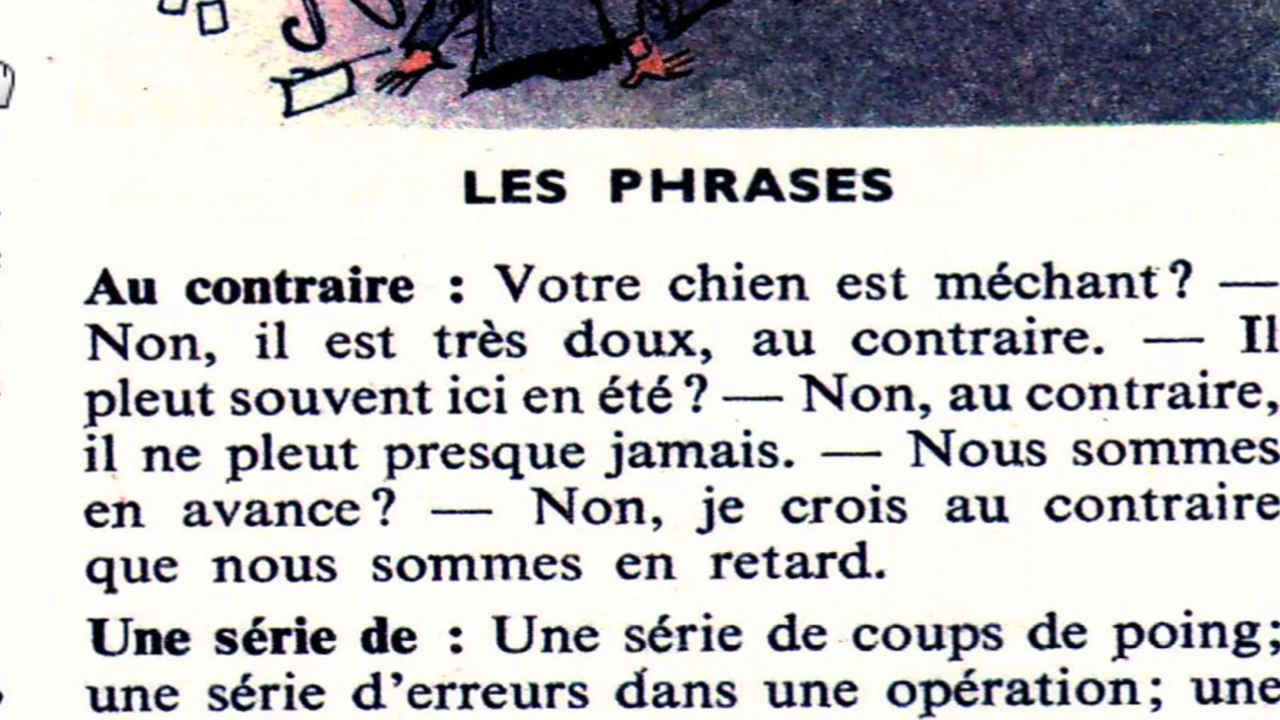 LES PHRASES
Au contraire : Votre chien est méchant ? —
Non, il est très doux, au contraire. — Il
pleut souvent ici en été ? — Non, au contraire,
il ne pleut presque jamais. — Nous sommes
en avance ? — Non, je crois au contraire
que nous sommes en retard.
Une série de : Une série de coups de poing;
une série d'erreurs dans une opération; une